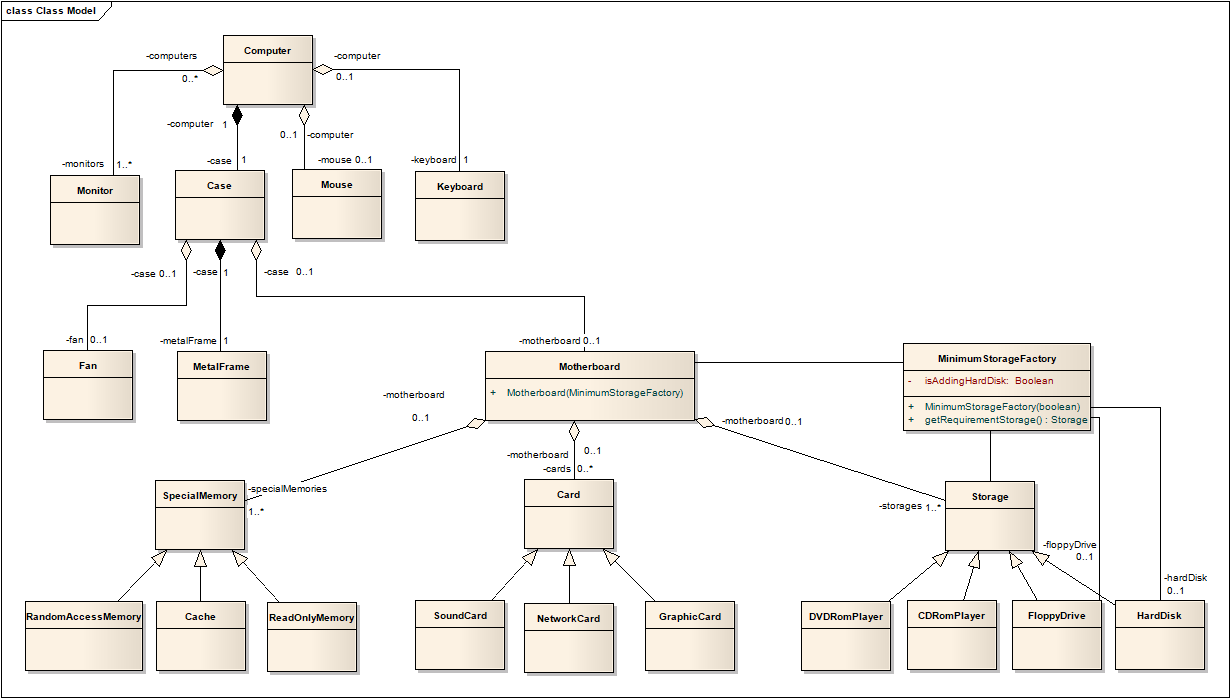 class Class Model
Computer
-computers
0..*
-computer
0..1
-computer 1
0..1 -computer
-monitors 1..*
-case 1
-mouse 0..1
-keyboard 1
Monitor
Case
Mouse
Keyboard
-case 0..1
-case 1
-case 0..1
-fan 0..1
-metalFrame 1
-motherboard 0..1
Fan
MetalFrame
Motherboard
+ Motherboard(MinimumStorageFactory)
MinimumStorageFactory
- isAddingHardDisk: Boolean
+ MinimumStorageFactory(boolean)
+ getRequirementStorage() : Storage
-motherboard
0..1
-motherboard 0..1
-cards 0..*
-motherboard 0..1
-specialMemories
1..*
-storages 1..*
SpecialMemory
Card
Storage
-floppyDrive
0..1
-hardDisk
0..1
RandomAccessMemory
Cache
ReadOnlyMemory
SoundCard
NetworkCard
GraphicCard
DVDRomPlayer
CDRomPlayer
FloppyDrive
HardDisk